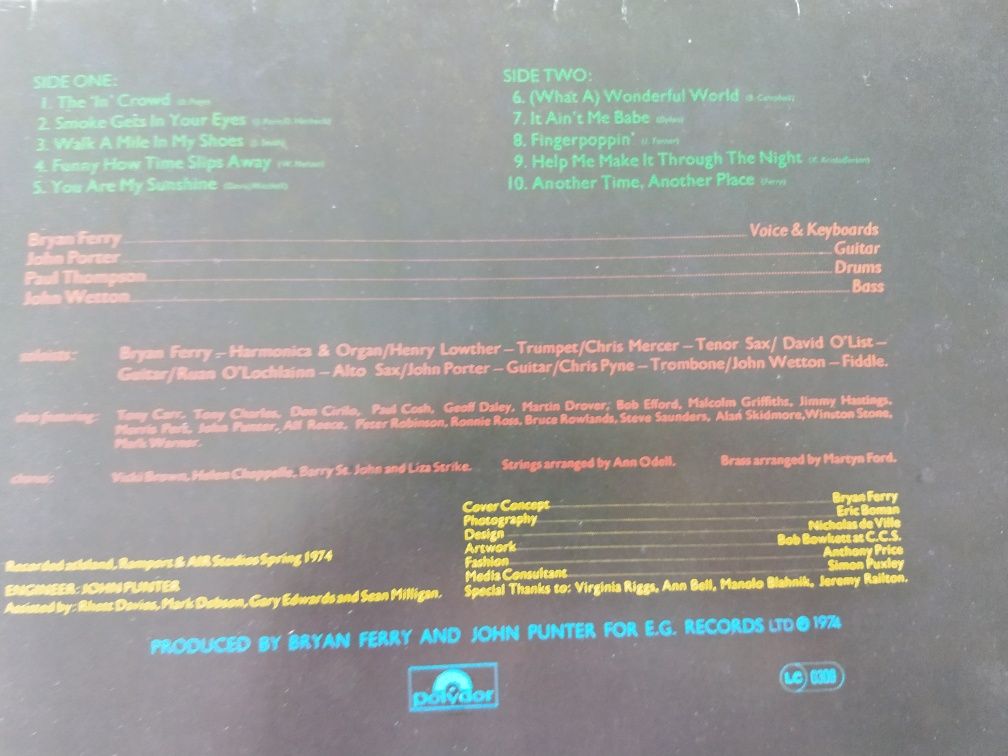 SIDE ONE:
1. The 'In' Crowd
2. Smoke Gets In Your Eyes
3. Walk A Mile In My Shoes
4. Funny How Time Slips Away
5. You Are My Sunshine
SIDE TWO:
6. (What A) Wonderful World
7. It Ain't Me Babe (Dylan)
8. Fingerpoppin'
9. Help Me Make It Through The Night
10. Another Time, Another Place (Ferry)
Bryan Ferry Voice & Keyboards
John Porter Guitar
Paul Thompson Drums
John Wetton Bass
soloists: Bryan Ferry – Harmonica & Organ/Henry Lowther – Trumpet/Chris Mercer – Tenor Sax/ David O'List –
Guitar/Ruan O'Lochlainn – Alto Sax/John Porter – Guitar/Chris Pyne – Trombone/John Wetton – Fiddle.
also featuring: Tony Carr, Tony Charles, Don Cirilo, Paul Cosh, Geoff Daley, Martin Drover, Bob Efford, Malcolm Griffiths, Jimmy Hastings,
Morris Pert, John Punter, Alf Reece, Peter Robinson, Ronnie Ross, Bruce Rowlands, Steve Saunders, Alan Skidmore, Winston Stone,
Mark Warner.
chorus: Vicki Brown, Helen Chappelle, Barry St. John and Liza Strike. Strings arranged by Ann Odell. Brass arranged by Martyn Ford.
Cover Concept Bryan Ferry
Photography Eric Boman
Design Nicholas de Ville
Artwork Bob Bowkett at C.C.S.
Fashion Anthony Price
Media Consultant Simon Puxley
Special Thanks to: Virginia Riggs, Ann Bell, Manolo Blahnik, Jeremy Railton.
Recorded at Island, Ramport & AIR Studios Spring 1974
ENGINEER: JOHN PUNTER
Assisted by: Rhett Davies, Mark Dobson, Gary Edwards and Sean Milligan.
PRODUCED BY BRYAN FERRY AND JOHN PUNTER FOR E.G. RECORDS LTD ℗ 1974
polydor
LC 0309